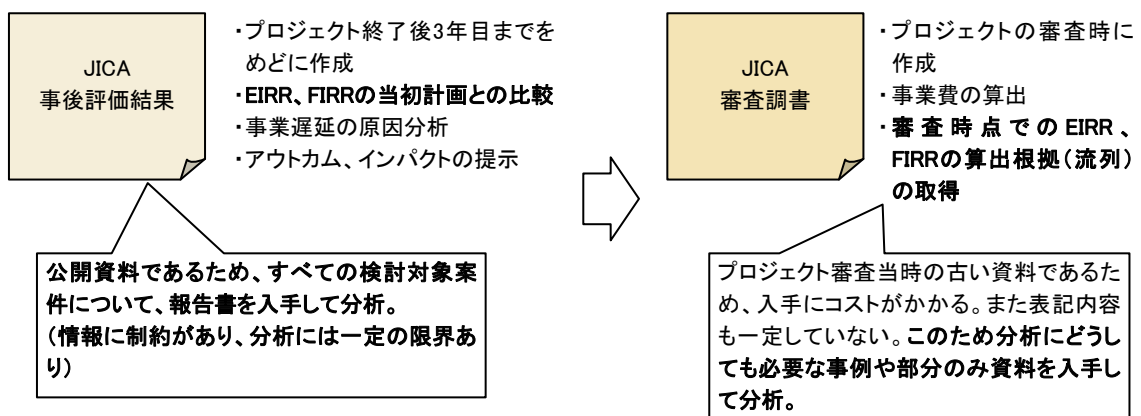 JICA
事後評価結果
・プロジェクト終了後3年目までを
めどに作成
・EIRR、FIRRの当初計画との比較
・事業遅延の原因分析
・アウトカム、インパクトの提示
公開資料であるため、すべての検討対象案
件について、報告書を入手して分析。
(情報に制約があり、分析には一定の限界あ
り)
JICA
審査調書
・プロジェクトの審査時に
作成
・事業費の算出
・審査時点でのEIRR、
FIRRの算出根拠(流列)
の取得
プロジェクト審査当時の古い資料であるた
め、入手にコストがかかる。また表記内容
も一定していない。このため分析にどうし
ても必要な事例や部分のみ資料を入手し
て分析。